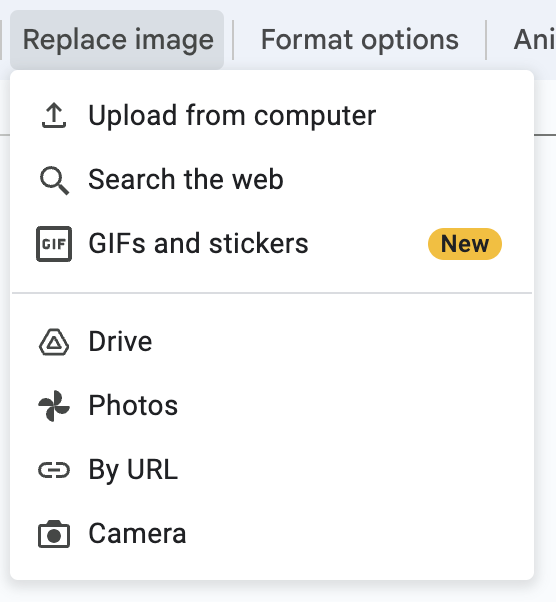 Replace image
Format options
Ani
Upload from computer
Search the web
GIF
GIFs and stickers
New
Drive
Photos
By URL
Camera